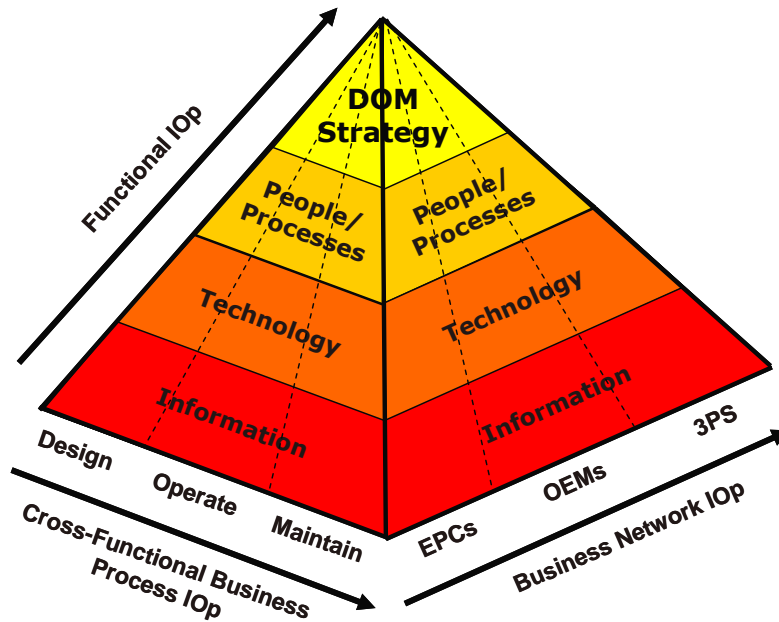 Functional IOp
DOM
Strategy
People/
Processes
People/
Processes
Technology
Technology
Information
Information
Design
Operate
Maintain
EPCs
OEMs
3PS
Cross-Functional Business
Process IOp
Business Network IOp